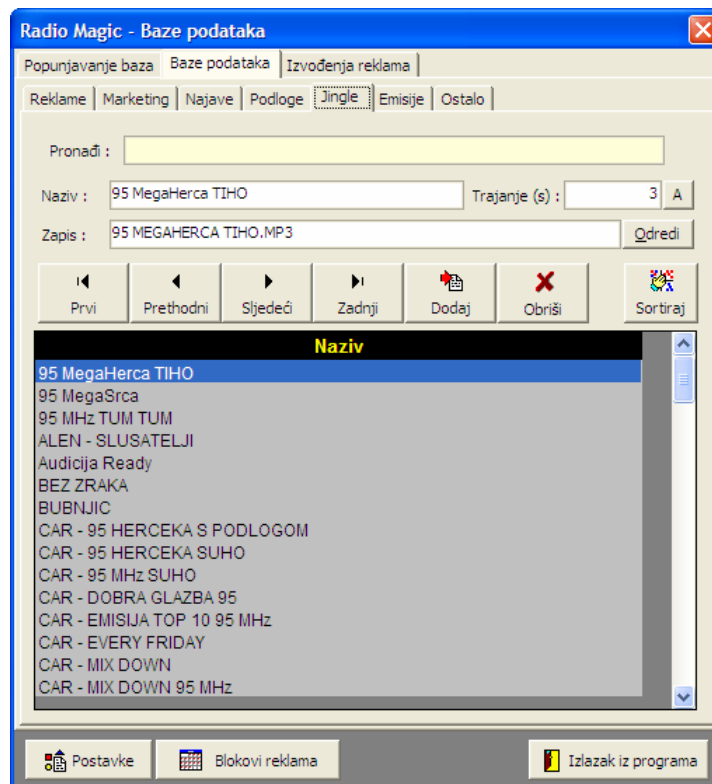 Radio Magic - Baze podataka
Popunjavanje baza Baze podataka Izvođenja reklama
Reklame Marketing Najave Podloge Jingle Emisije Ostalo
Pronađi :
Naziv : 95 MegaHerca TIHO Trajanje (s) : 3 A
Zapis : 95 MEGAHERCA TIHO.MP3 Odredi
Prvi Prethodni Sljedeći Zadnji Dodaj Obriši Sortiraj
Naziv
95 MegaHerca TIHO
95 MegaSrca
95 MHz TUM TUM
ALEN - SLUSATELJI
Audicija Ready
BEZ ZRAKA
BUBNJIC
CAR - 95 HERCEKA S PODLOGOM
CAR - 95 HERCEKA SUHO
CAR - 95 MHz SUHO
CAR - DOBRA GLAZBA 95
CAR - EMISIJA TOP 10 95 MHz
CAR - EVERY FRIDAY
CAR - MIX DOWN
CAR - MIX DOWN 95 MHz
Postavke Blokovi reklama Izlazak iz programa